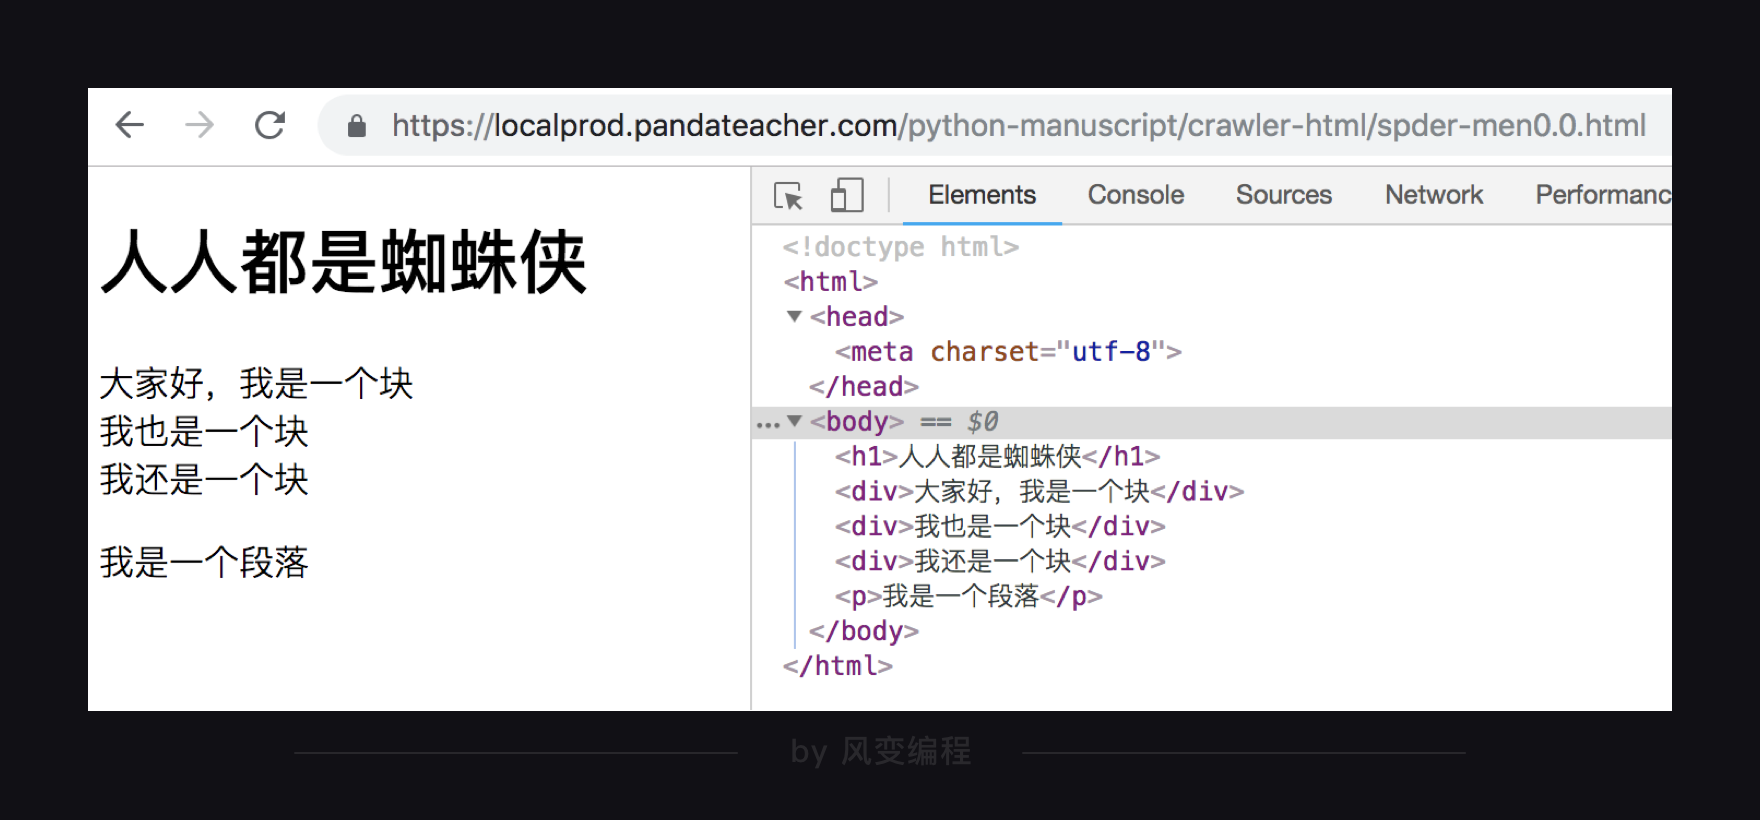 https://localprod.pandateacher.com/python-manuscript/crawler-html/spder-men0.0.html
人人都是蜘蛛侠
大家好，我是一个块
我也是一个块
我还是一个块
我是一个段落
Elements Console Sources Network Performanc
<!doctype html>
<html>
<head>
<meta charset="utf-8">
</head>
<body> == $0
<h1>人人都是蜘蛛侠</h1>
<div>大家好，我是一个块</div>
<div>我也是一个块</div>
<div>我还是一个块</div>
<p>我是一个段落</p>
</body>
</html>
by 风变编程